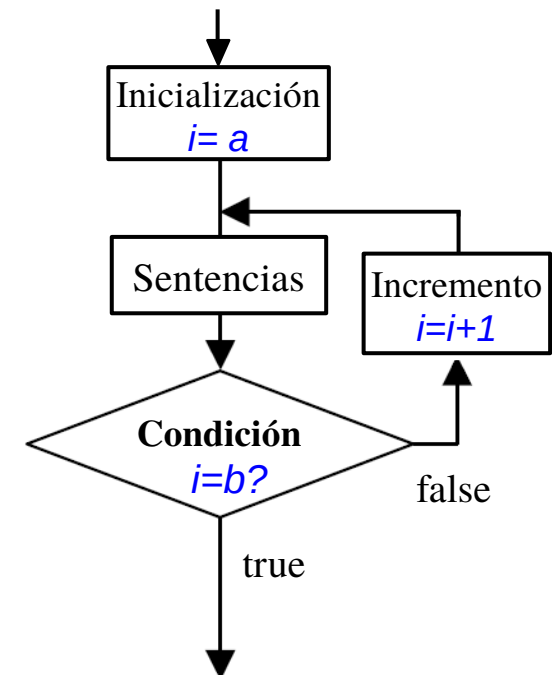 Inicialización
i= a
Sentencias
Incremento
i=i+1
Condición
i=b?
false
true